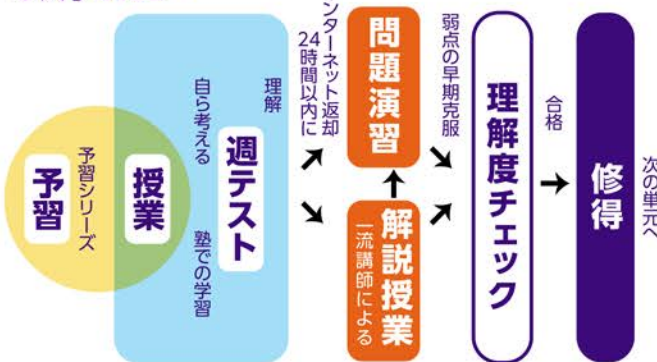 予習
予習シリーズ
授業
自ら考える
塾での学習
理解
週テスト
24時間以内に
ンターネット返却
問題演習
解説授業
一流講師による
弱点の早期克服
理解度チェック
合格
修得
次の単元へ